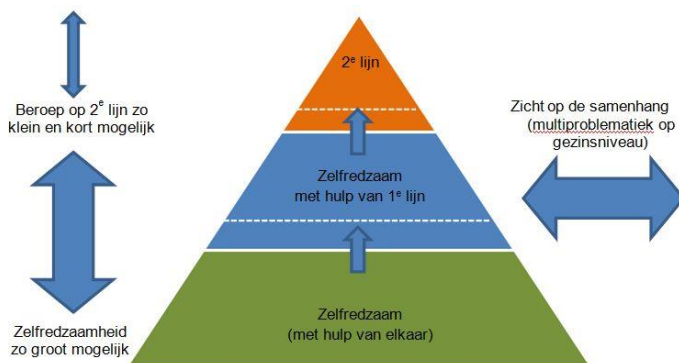 Beroep op 2e lijn zo
klein en kort mogelijk
Zelfredzaamheid
zo groot mogelijk
2e lijn
Zelfredzaam
met hulp van 1e lijn
Zelfredzaam
(met hulp van elkaar)
Zicht op de samenhang
(multiproblematiek op
gezinsniveau)